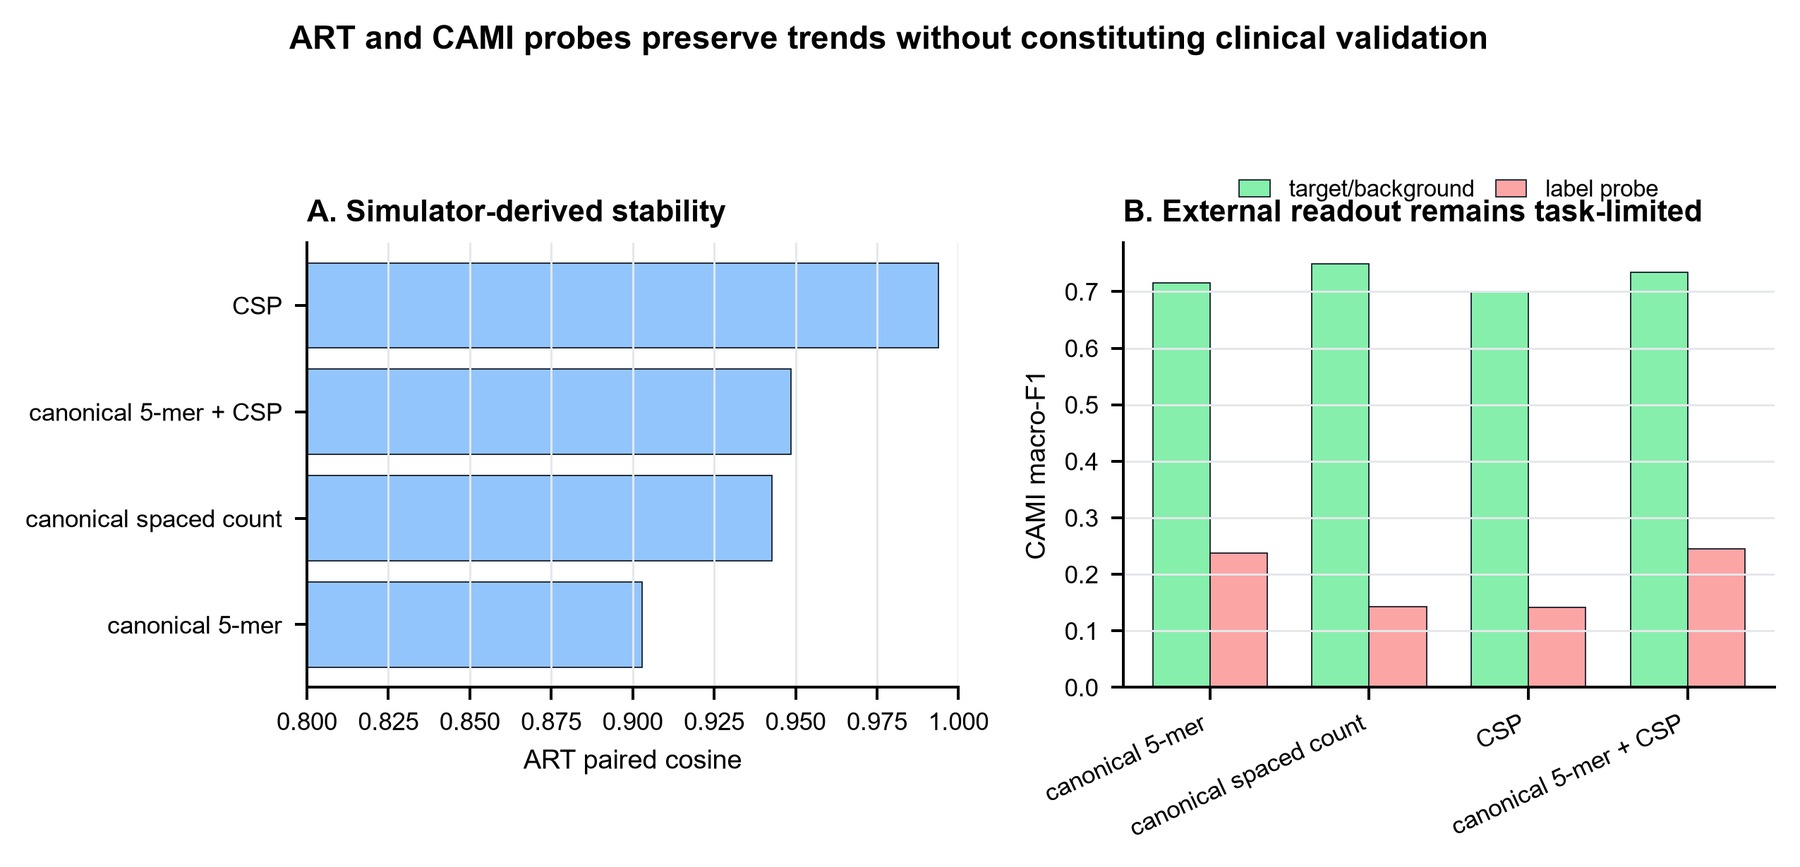 ART and CAMI probes preserve trends without constituting clinical validation
A. Simulator-derived stability
CSP
canonical 5-mer + CSP
canonical spaced count
canonical 5-mer
0.800 0.825 0.850 0.875 0.900 0.925 0.950 0.975 1.000
ART paired cosine
target/background label probe
B. External readout remains task-limited
CAMI macro-F1
0.7
0.6
0.5
0.4
0.3
0.2
0.1
0.0
canonical 5-mer
canonical spaced count
CSP
canonical 5-mer + CSP